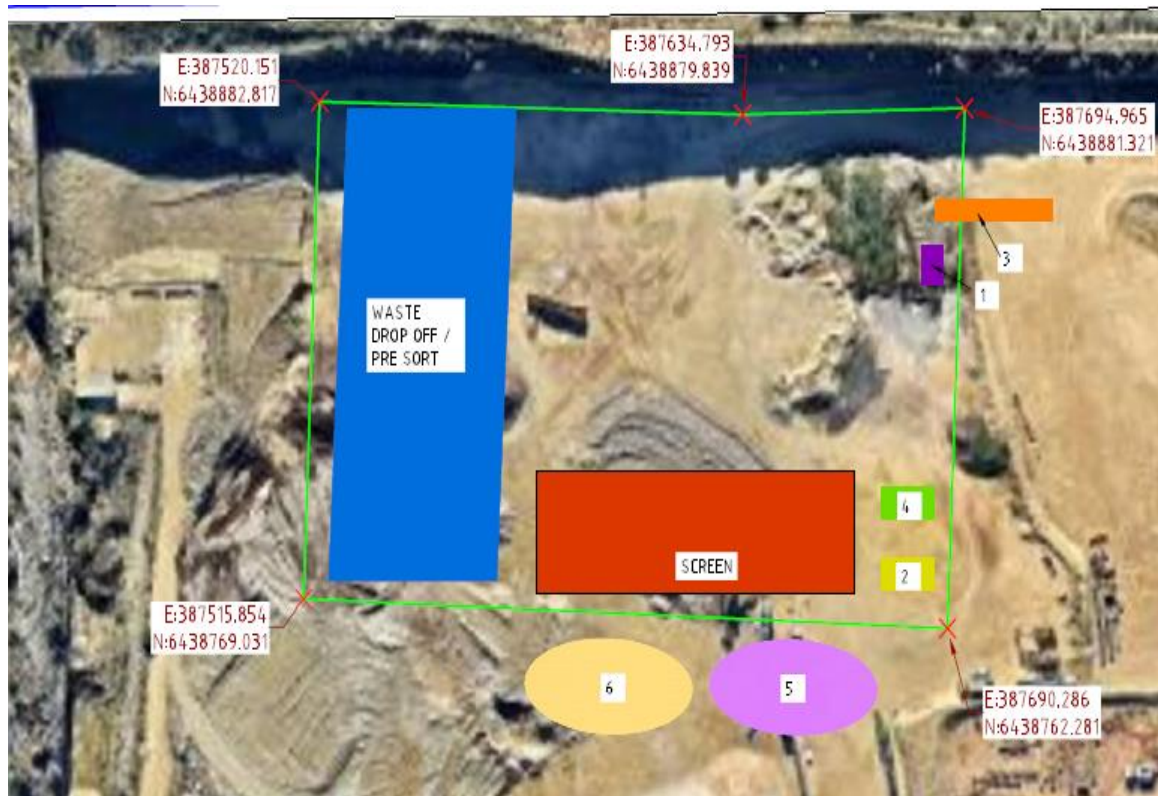 E:387520.151
N:6438882.817
E:387634.793
N:6438879.839
E:387694.965
N:6438881.321
3
1
WASTE
DROP OFF /
PRE SORT
4
SCREEN
2
E:387515.854
N:6438769.031
6
5
E:387690.286
N:6438762.281